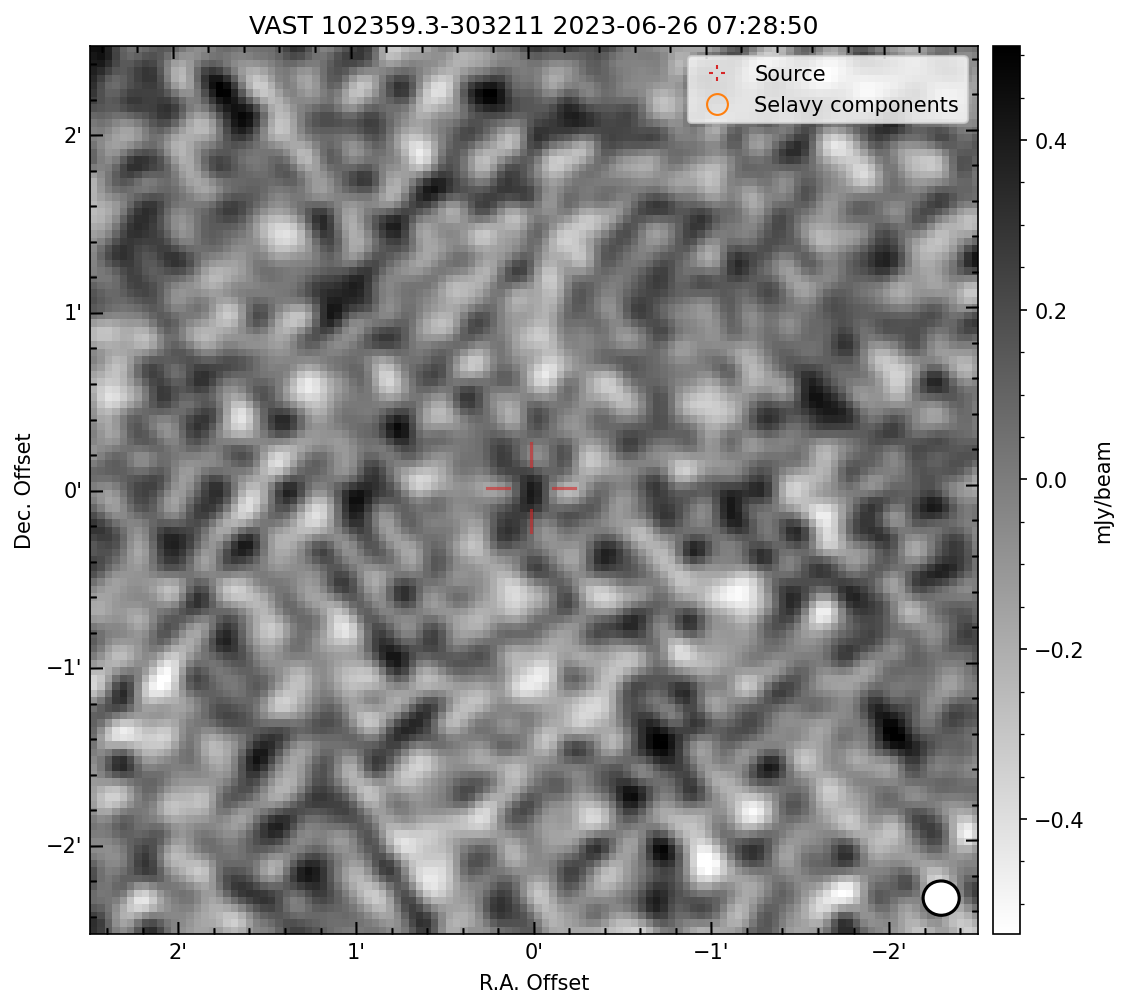 VAST 102359.3-303211 2023-06-26 07:28:50
Source
Selavy components
2'
1'
0'
−1'
−2'
Dec. Offset
2'
1'
0'
−1'
−2'
R.A. Offset
0.4
0.2
0.0
−0.2
−0.4
mJy/beam